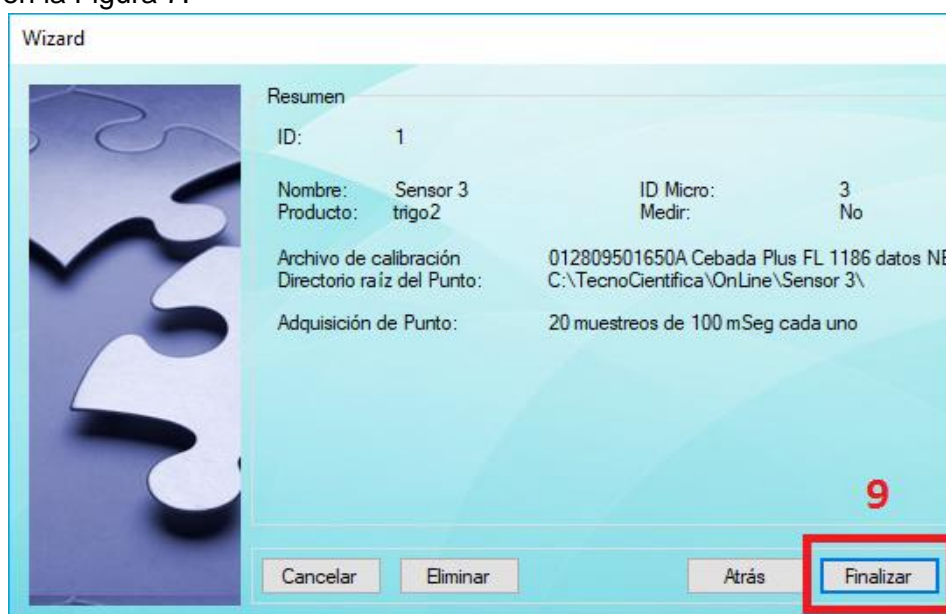 en la Figura 7.
Wizard
Resumen
ID: 1
Nombre: Sensor 3 ID Micro: 3
Producto: trigo2 Medir: No
Archivo de calibración 012809501650A Cebada Plus FL 1186 datos NE
Directorio raíz del Punto: C:\TecnoCientifica\OnLine\Sensor 3\
Adquisición de Punto: 20 muestreos de 100 mSeg cada uno
9
Cancelar Eliminar Atrás Finalizar